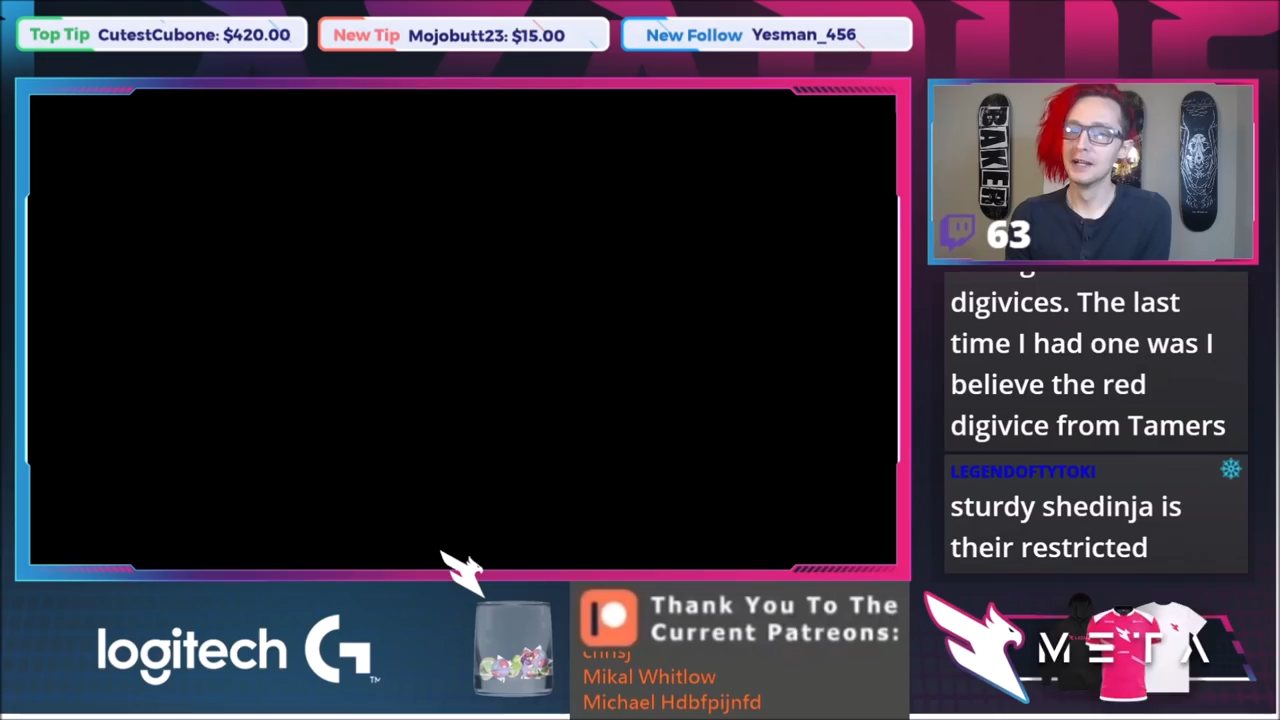 Top Tip CutestCubone: $420.00
New Tip Mojobutt23: $15.00
New Follow Yesman_456
BAKER
63
digivices. The last
time I had one was I
believe the red
digivice from Tamers
LEGENDOFTYTOKI
sturdy shedinja is
their restricted
logitech G
TM
Thank You To The
Current Patreons:
chrisj
Mikal Whitlow
Michael Hdbfpijnfd
META